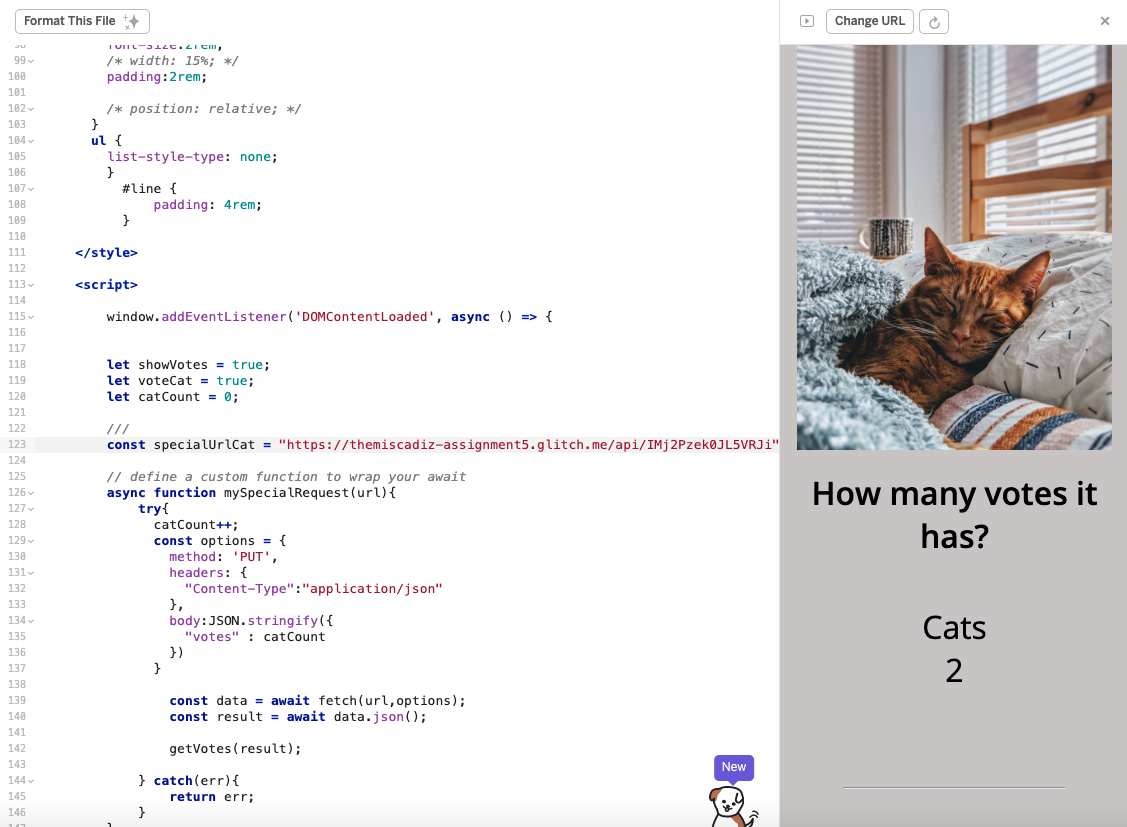 Format This File
Change URL
98 font-size:2rem;
99 /* width: 15%; */
100 padding:2rem;
101
102 /* position: relative; */
103 }
104 ul {
105 list-style-type: none;
106 }
107 #line {
108 padding: 4rem;
109 }
110
111 </style>
112
113 <script>
114
115 window.addEventListener('DOMContentLoaded', async () => {
116
117
118 let showVotes = true;
119 let voteCat = true;
120 let catCount = 0;
121
122 ///
123 const specialUrlCat = "https://themiscadiz-assignment5.glitch.me/api/IMj2Pzek0JL5VRJi"
124
125 // define a custom function to wrap your await
126 async function mySpecialRequest(url){
127 try{
128 catCount++;
129 const options = {
130 method: 'PUT',
131 headers: {
132 "Content-Type":"application/json"
133 },
134 body:JSON.stringify({
135 "votes" : catCount
136 })
137 }
138
139 const data = await fetch(url,options);
140 const result = await data.json();
141
142 getVotes(result);
143
144 } catch(err){
145 return err;
146 }
147 }
New
How many votes it
has?
Cats
2